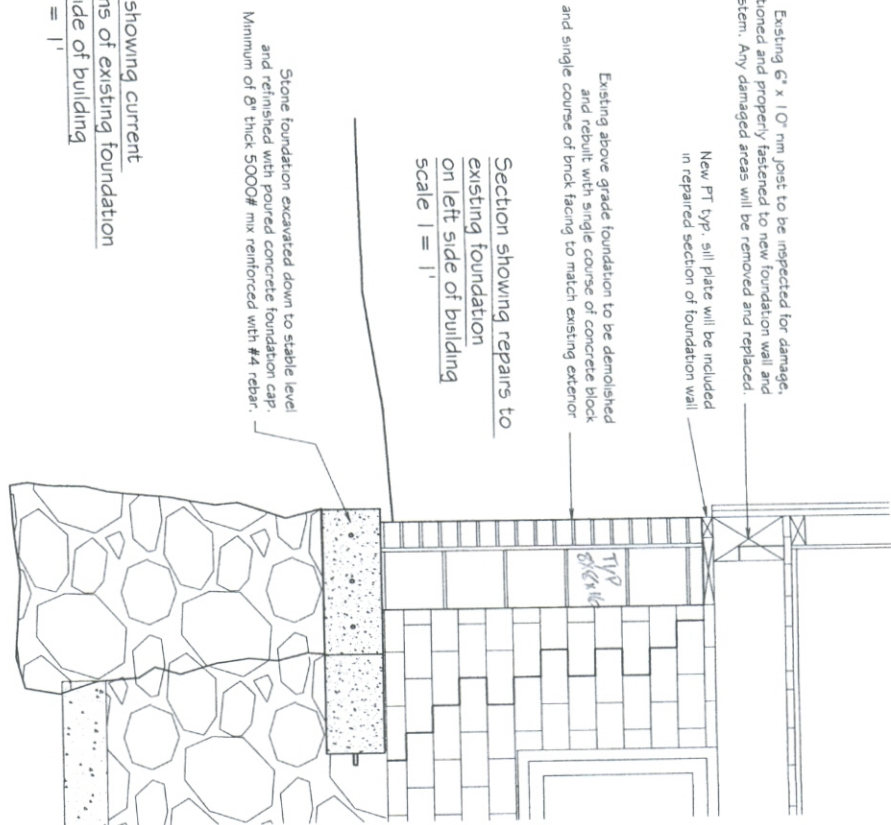 Existing 6" x 10" rim joist to be inspected for damage,
tioned and properly fastened to new foundation wall and
stem. Any damaged areas will be removed and replaced.
New PT typ. sill plate will be included
in repaired section of foundation wall
Existing above grade foundation to be demolished
and rebuilt with single course of concrete block
and single course of brick facing to match existing exterior
TYP
8x8x16
Section showing repairs to
existing foundation
on left side of building
scale 1 = 1'
Stone foundation excavated down to stable level
and refinished with poured concrete foundation cap.
Minimum of 8" thick 5000# mix reinforced with #4 rebar.
showing current
ns of existing foundation
ide of building
= 1'